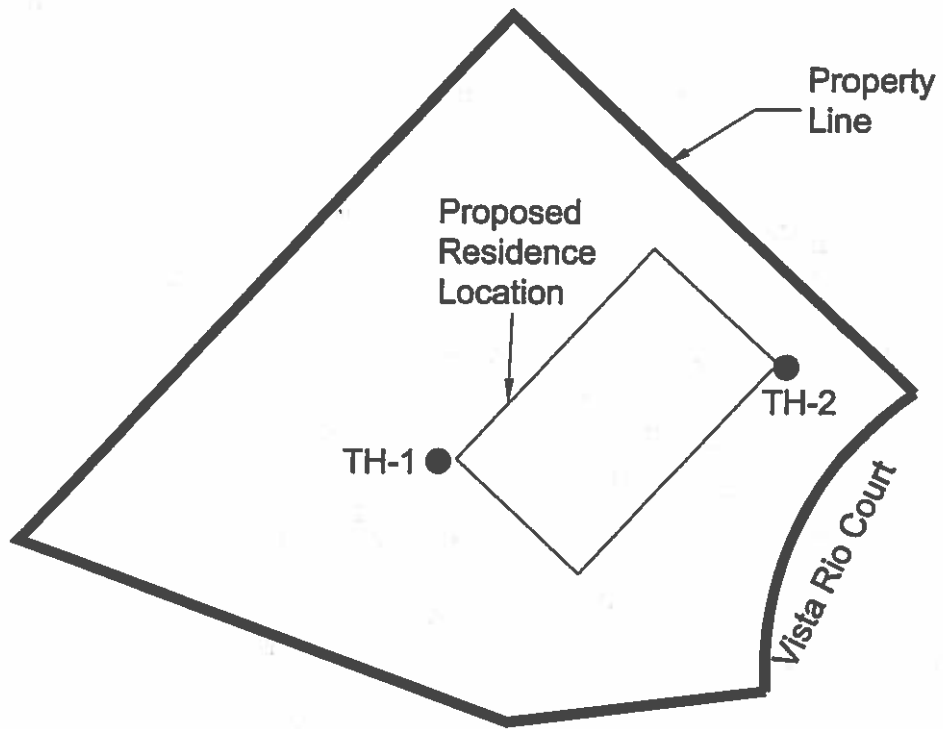 Property
Line
Proposed
Residence
Location
TH-2
TH-1
Vista Rio Court